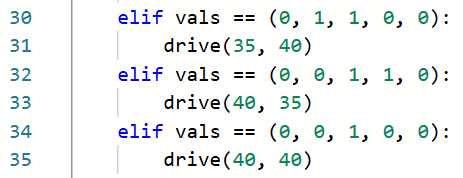 30 elif vals == (0, 1, 1, 0, 0):
31 drive(35, 40)
32 elif vals == (0, 0, 1, 1, 0):
33 drive(40, 35)
34 elif vals == (0, 0, 1, 0, 0):
35 drive(40, 40)